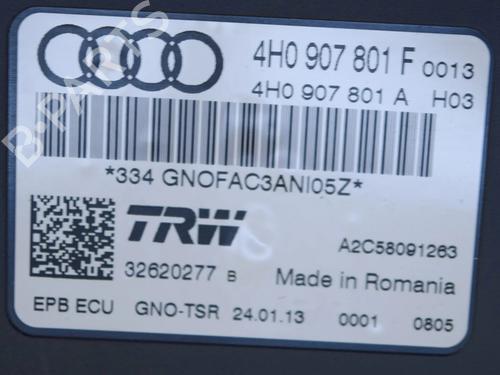 4H0 907 801 F 0013
4H0 907 801 A H03
*334 GNOFAC3ANI05Z*
TRW
A2C58091263
32620277 B
Made in Romania
EPB ECU GNO-TSR 24.01.13 0001 0805
B-PARTS